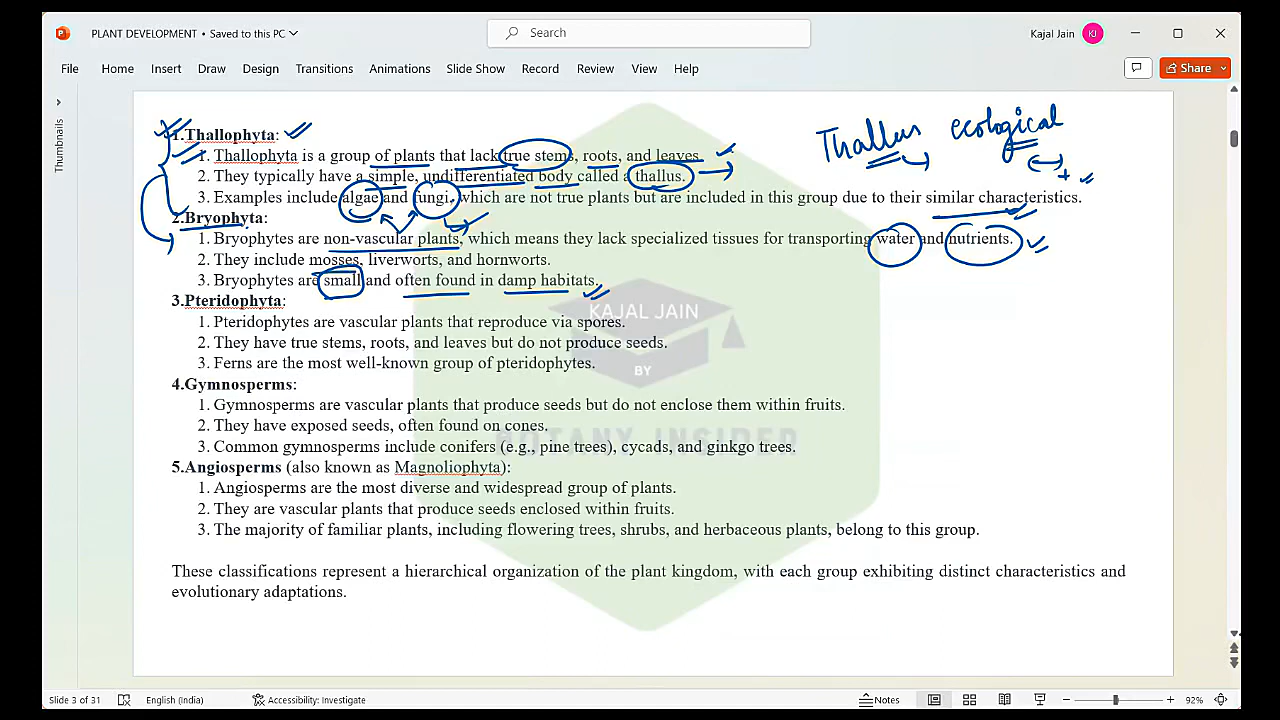 PLANT DEVELOPMENT • Saved to this PC
Search
Kajal Jain
KJ
File Home Insert Draw Design Transitions Animations Slide Show Record Review View Help
Share
Thumbnails
1.Thallophyta:
Thallus ecological
1. Thallophyta is a group of plants that lack true stems, roots, and leaves.
2. They typically have a simple, undifferentiated body called a thallus.
3. Examples include algae and fungi, which are not true plants but are included in this group due to their similar characteristics.
2.Bryophyta:
1. Bryophytes are non-vascular plants, which means they lack specialized tissues for transporting water and nutrients.
2. They include mosses, liverworts, and hornworts.
3. Bryophytes are small and often found in damp habitats.
3.Pteridophyta:
1. Pteridophytes are vascular plants that reproduce via spores.
2. They have true stems, roots, and leaves but do not produce seeds.
3. Ferns are the most well-known group of pteridophytes.
4.Gymnosperms:
1. Gymnosperms are vascular plants that produce seeds but do not enclose them within fruits.
2. They have exposed seeds, often found on cones.
3. Common gymnosperms include conifers (e.g., pine trees), cycads, and ginkgo trees.
5.Angiosperms (also known as Magnoliophyta):
1. Angiosperms are the most diverse and widespread group of plants.
2. They are vascular plants that produce seeds enclosed within fruits.
3. The majority of familiar plants, including flowering trees, shrubs, and herbaceous plants, belong to this group.
These classifications represent a hierarchical organization of the plant kingdom, with each group exhibiting distinct characteristics and
evolutionary adaptations.
KAJAL JAIN
BY
BOTANY INSIDER
Slide 3 of 31 English (India) Accessibility: Investigate Notes 92%